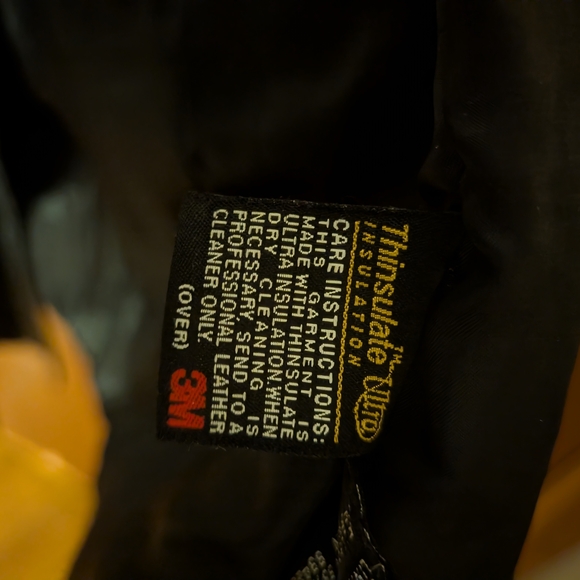 Thinsulate™ Ultra
INSULATION
CARE INSTRUCTIONS:
THIS GARMENT IS
MADE WITH THINSULATE
ULTRA INSULATION. WHEN
DRY CLEANING IS
NECESSARY SEND TO A
PROFESSIONAL LEATHER
CLEANER ONLY
(OVER)
3M